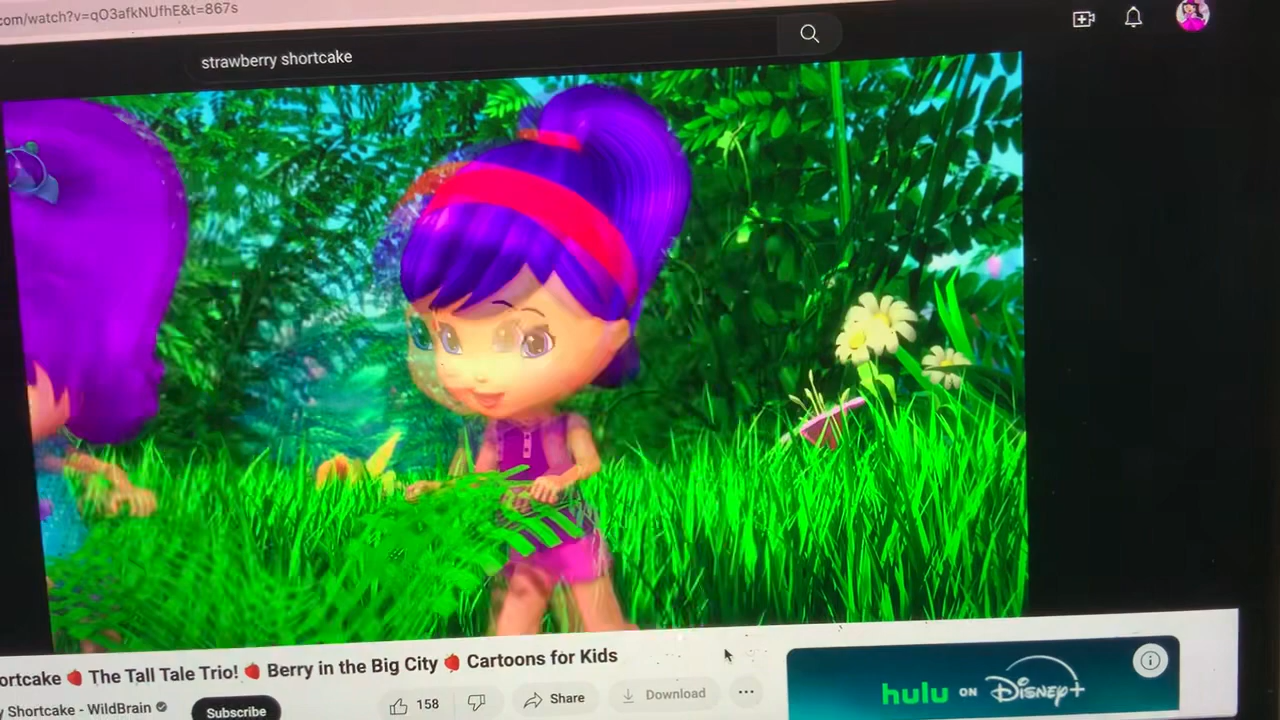 com/watch?v=qO3afkNUfhE&t=867s
strawberry shortcake
ortcake 🍓 The Tall Tale Trio! 🍓 Berry in the Big City 🍓 Cartoons for Kids
y Shortcake - WildBrain
Subscribe
158
Share
Download
hulu ON Disney+